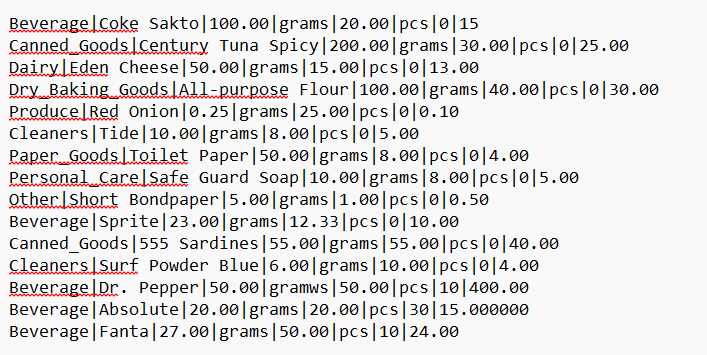 Beverage|Coke Sakto|100.00|grams|20.00|pcs|0|15
Canned_Goods|Century Tuna Spicy|200.00|grams|30.00|pcs|0|25.00
Dairy|Eden Cheese|50.00|grams|15.00|pcs|0|13.00
Dry_Baking_Goods|All-purpose Flour|100.00|grams|40.00|pcs|0|30.00
Produce|Red Onion|0.25|grams|25.00|pcs|0|0.10
Cleaners|Tide|10.00|grams|8.00|pcs|0|5.00
Paper_Goods|Toilet Paper|50.00|grams|8.00|pcs|0|4.00
Personal_Care|Safe Guard Soap|10.00|grams|8.00|pcs|0|5.00
Other|Short Bondpaper|5.00|grams|1.00|pcs|0|0.50
Beverage|Sprite|23.00|grams|12.33|pcs|0|10.00
Canned_Goods|555 Sardines|55.00|grams|55.00|pcs|0|40.00
Cleaners|Surf Powder Blue|6.00|grams|10.00|pcs|0|4.00
Beverage|Dr. Pepper|50.00|gramws|50.00|pcs|10|400.00
Beverage|Absolute|20.00|grams|20.00|pcs|30|15.000000
Beverage|Fanta|27.00|grams|50.00|pcs|10|24.00